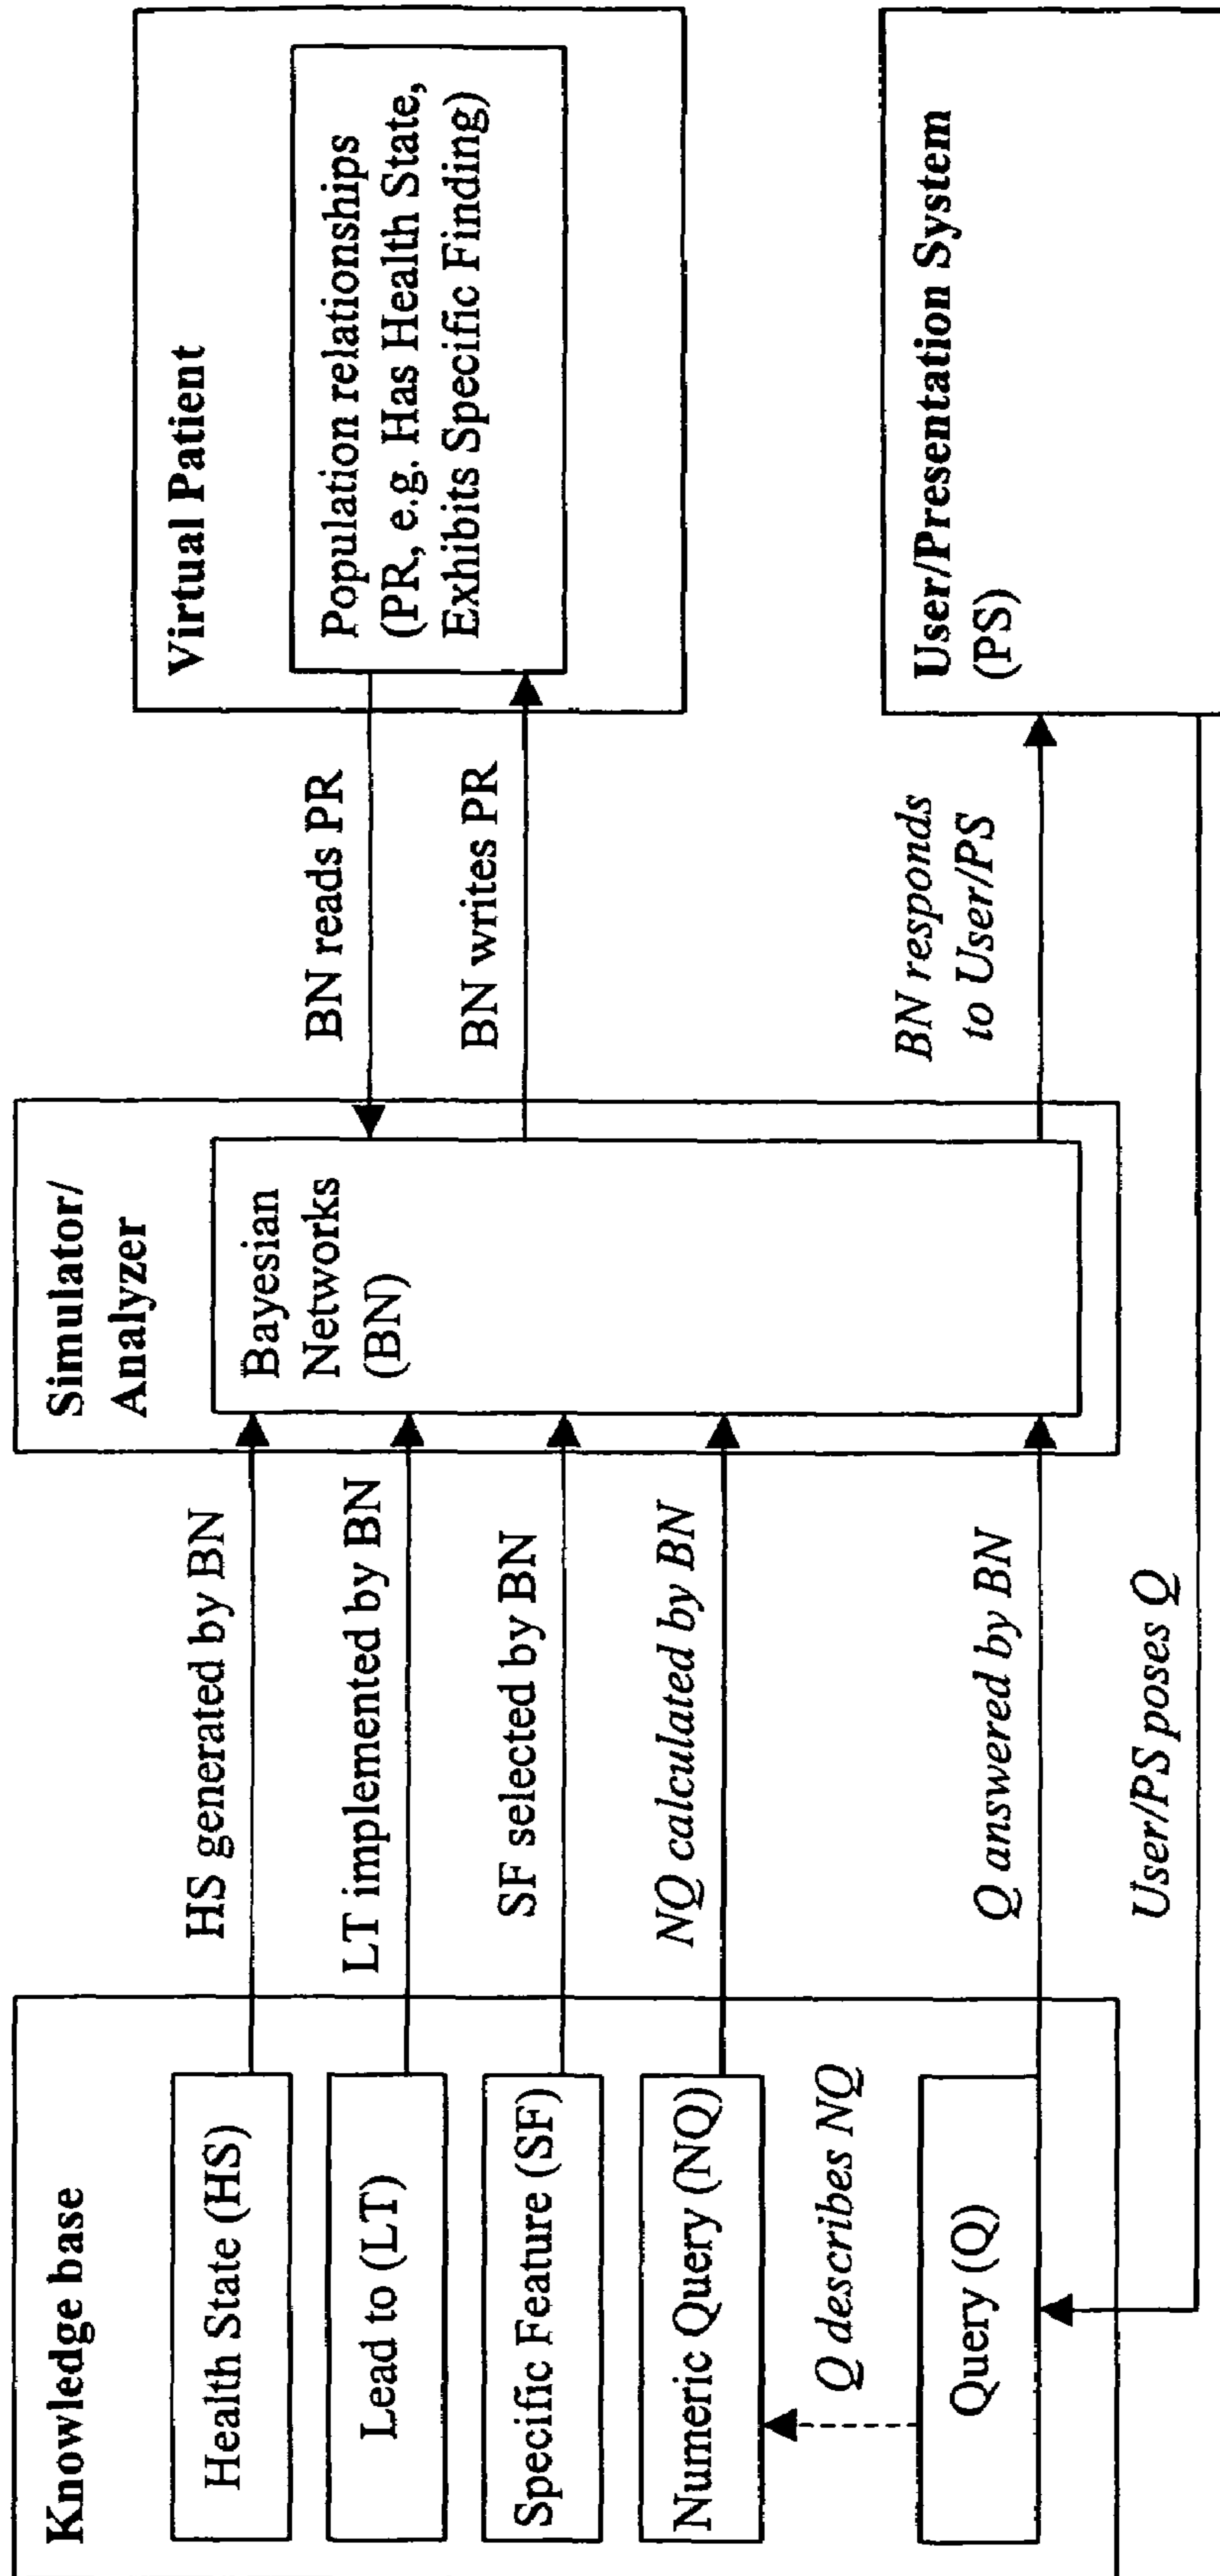 Knowledge base
Health State (HS)
Lead to (LT)
Specific Feature (SF)
Numeric Query (NQ)
Q describes NQ
Query (Q)
HS generated by BN
LT implemented by BN
SF selected by BN
NQ calculated by BN
Q answered by BN
User/PS poses Q
Simulator/
Analyzer
Bayesian
Networks
(BN)
BN reads PR
BN writes PR
BN responds
to User/PS
Virtual Patient
Population relationships
(PR, e.g. Has Health State,
Exhibits Specific Finding)
User/Presentation System
(PS)